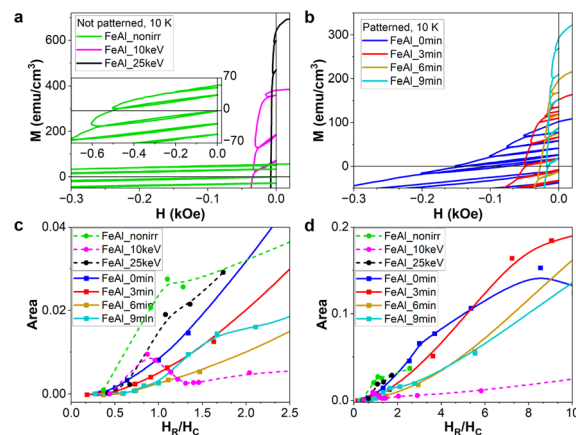 a
Not patterned, 10 K
FeAl_nonirr
FeAl_10keV
FeAl_25keV
M (emu/cm³)
600
400
200
0
70
0
−70
−0.6 −0.4 −0.2 0.0
−0.3 −0.2 −0.1 0.0
H (kOe)
b
Patterned, 10 K
FeAl_0min
FeAl_3min
FeAl_6min
FeAl_9min
M (emu/cm³)
300
200
100
0
−0.3 −0.2 −0.1 0.0
H (kOe)
c
FeAl_nonirr
FeAl_10keV
FeAl_25keV
FeAl_0min
FeAl_3min
FeAl_6min
FeAl_9min
Area
0.04
0.02
0.00
0.0 0.5 1.0 1.5 2.0 2.5
H_R/H_C
d
FeAl_nonirr
FeAl_10keV
FeAl_25keV
FeAl_0min
FeAl_3min
FeAl_6min
FeAl_9min
Area
0.2
0.1
0.0
0 2 4 6 8 10
H_R/H_C